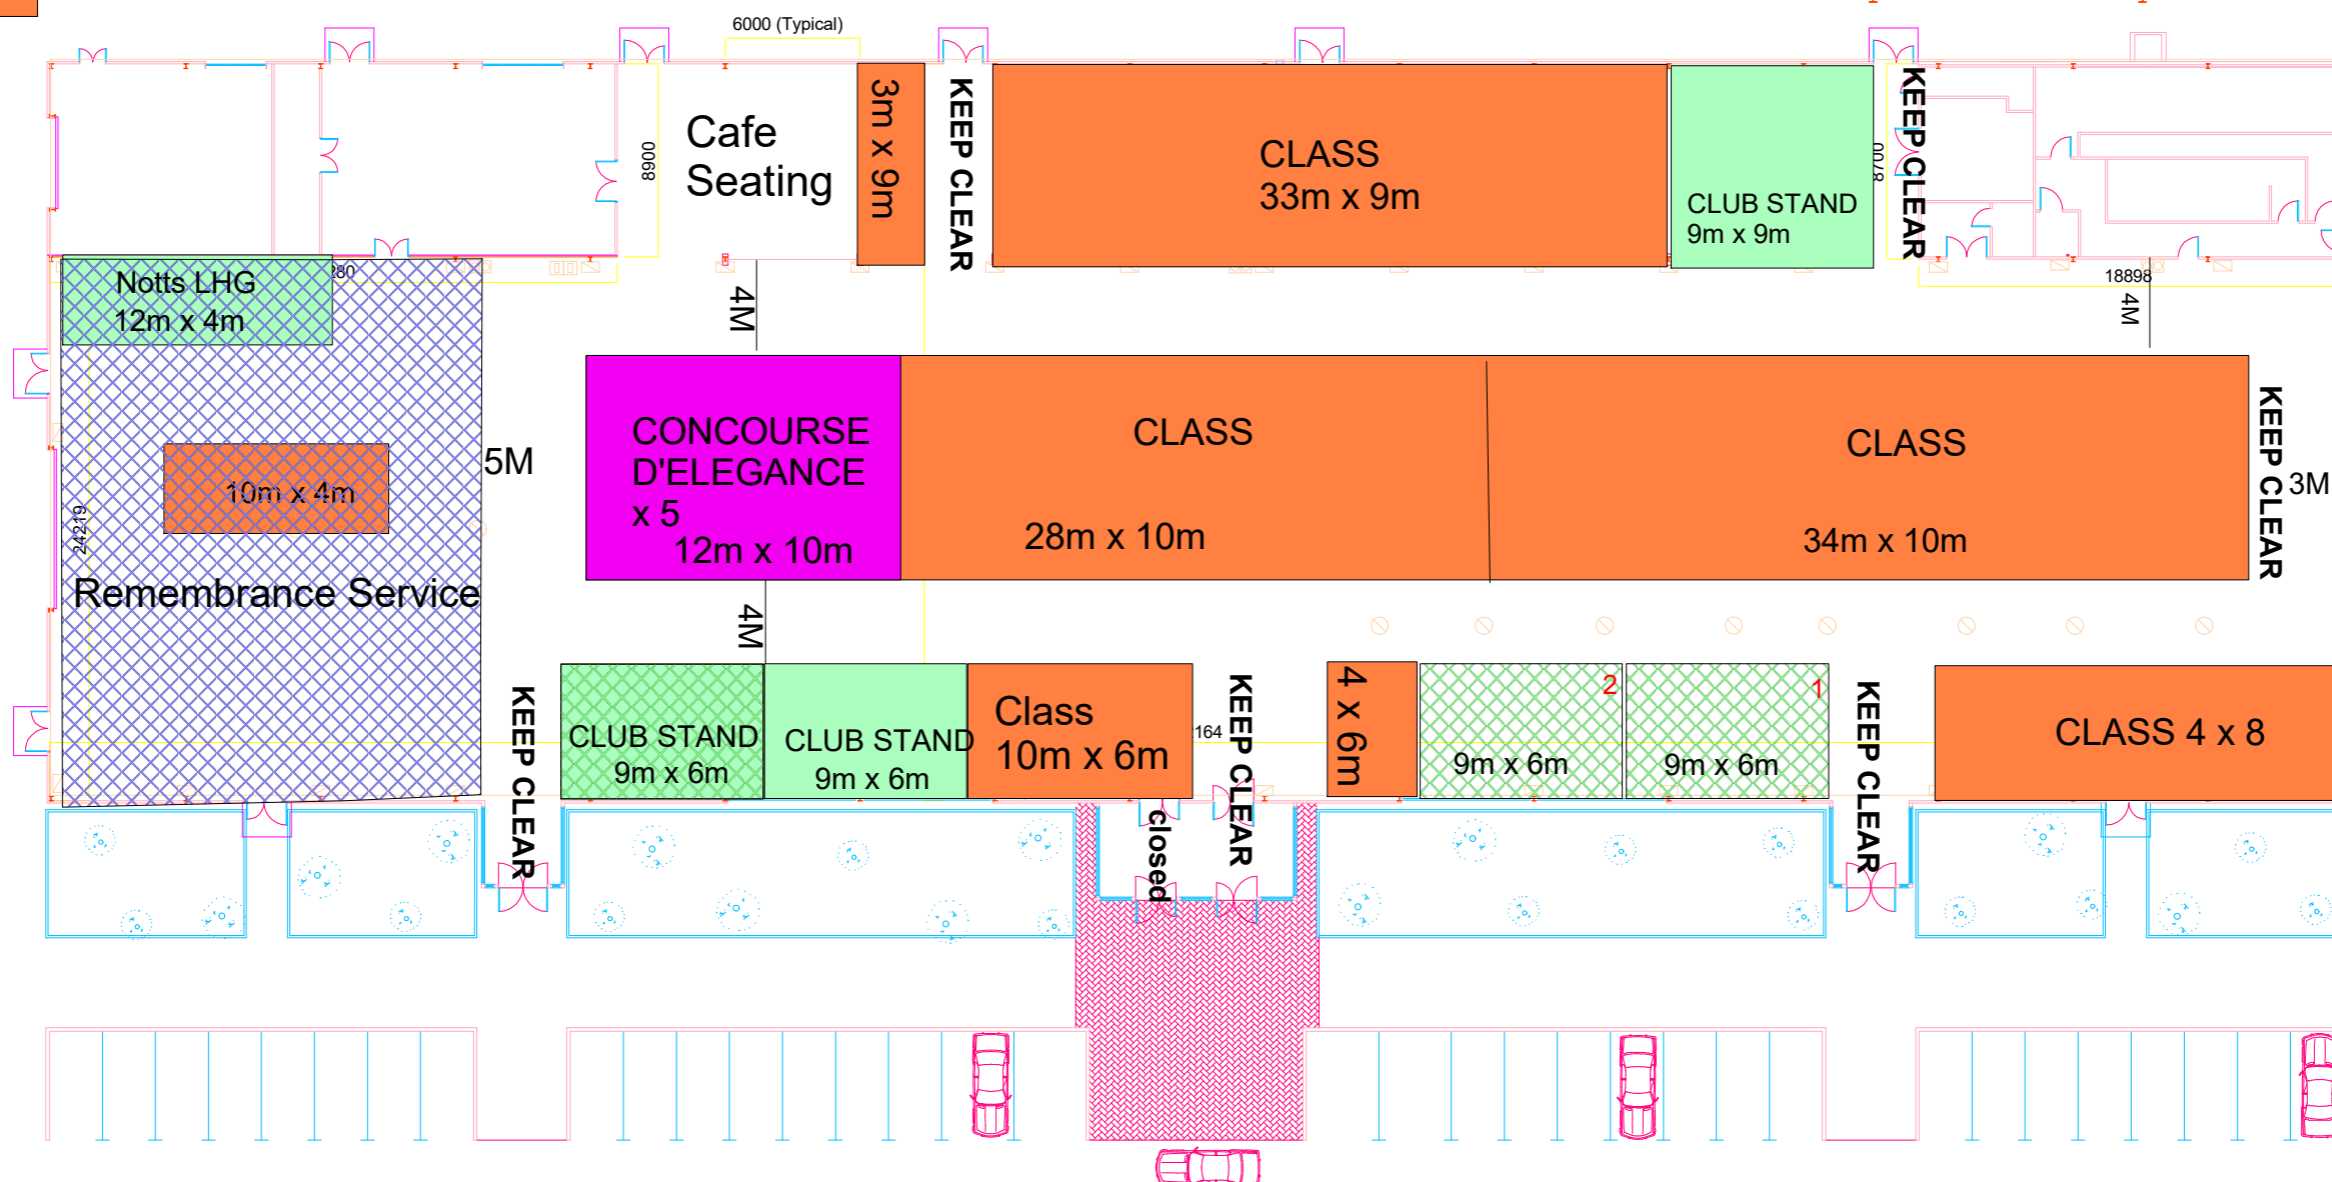 6000 (Typical)
Cafe
Seating
8600
3m x 9m
KEEP CLEAR
CLASS
33m x 9m
CLUB STAND
9m x 9m
8700
KEEP CLEAR
Notts LHG
12m x 4m
280
4M
18898
4M
CONCOURSE
D'ELEGANCE
x 5
12m x 10m
CLASS
28m x 10m
CLASS
34m x 10m
KEEP CLEAR
3M
5M
10m x 4m
24219
Remembrance Service
4M
KEEP CLEAR
CLUB STAND
9m x 6m
CLUB STAND
9m x 6m
Class
10m x 6m
164
KEEP CLEAR
closed
4 x 6m
2
9m x 6m
1
9m x 6m
KEEP CLEAR
CLASS 4 x 8